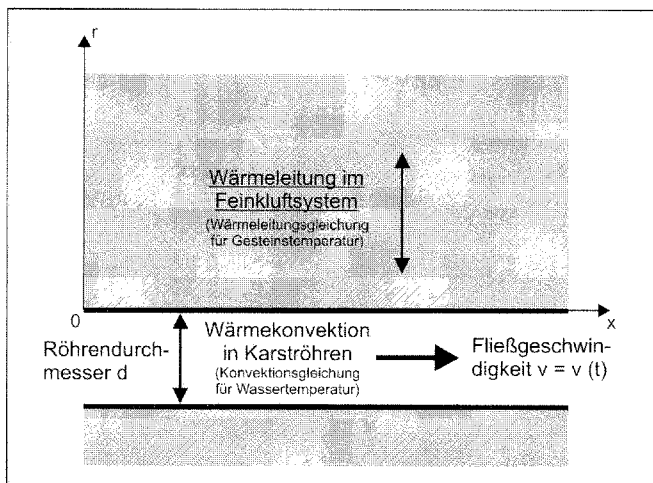 r
Wärmeleitung im
Feinkluftsystem
(Wärmeleitungsgleichung
für Gesteinstemperatur)
0
x
Röhrendurch-
messer d
Wärmekonvektion
in Karströhren
(Konvektionsgleichung
für Wassertemperatur)
Fließgeschwin-
digkeit v = v (t)